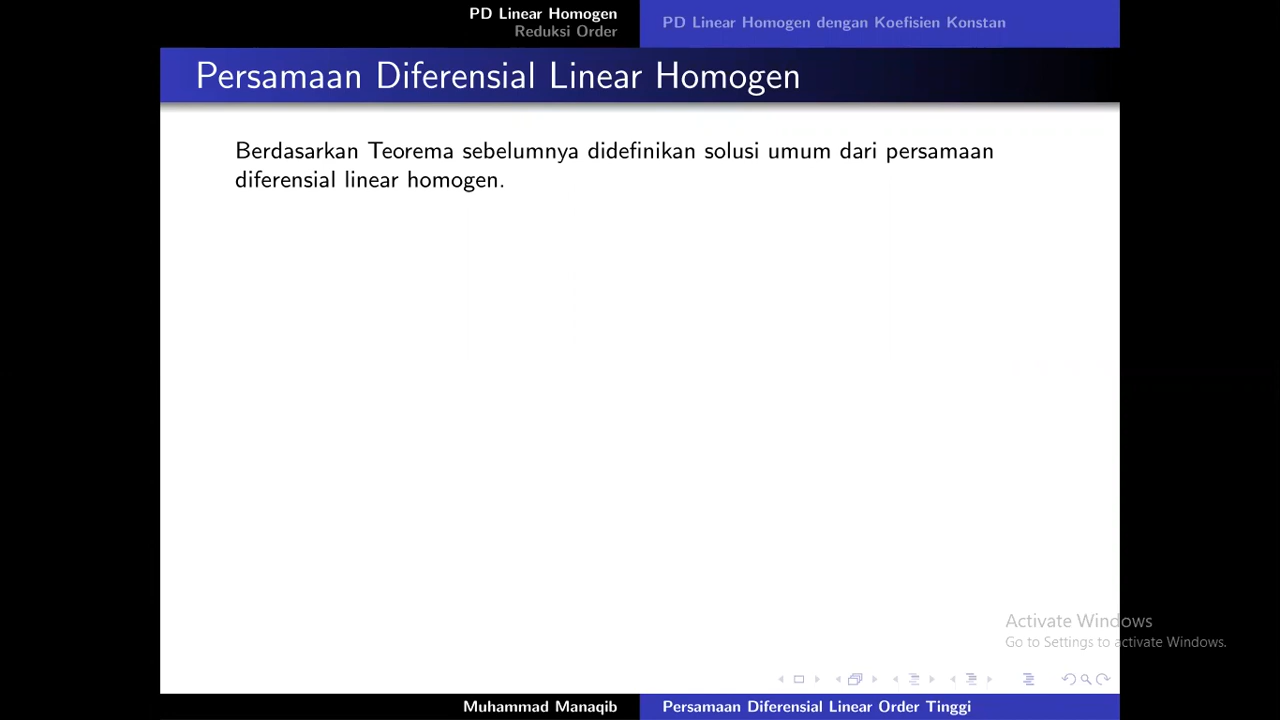 PD Linear Homogen
Reduksi Order
PD Linear Homogen dengan Koefisien Konstan
Persamaan Diferensial Linear Homogen
Berdasarkan Teorema sebelumnya didefinikan solusi umum dari persamaan
diferensial linear homogen.
Activate Windows
Go to Settings to activate Windows.
Muhammad Manaqib
Persamaan Diferensial Linear Order Tinggi